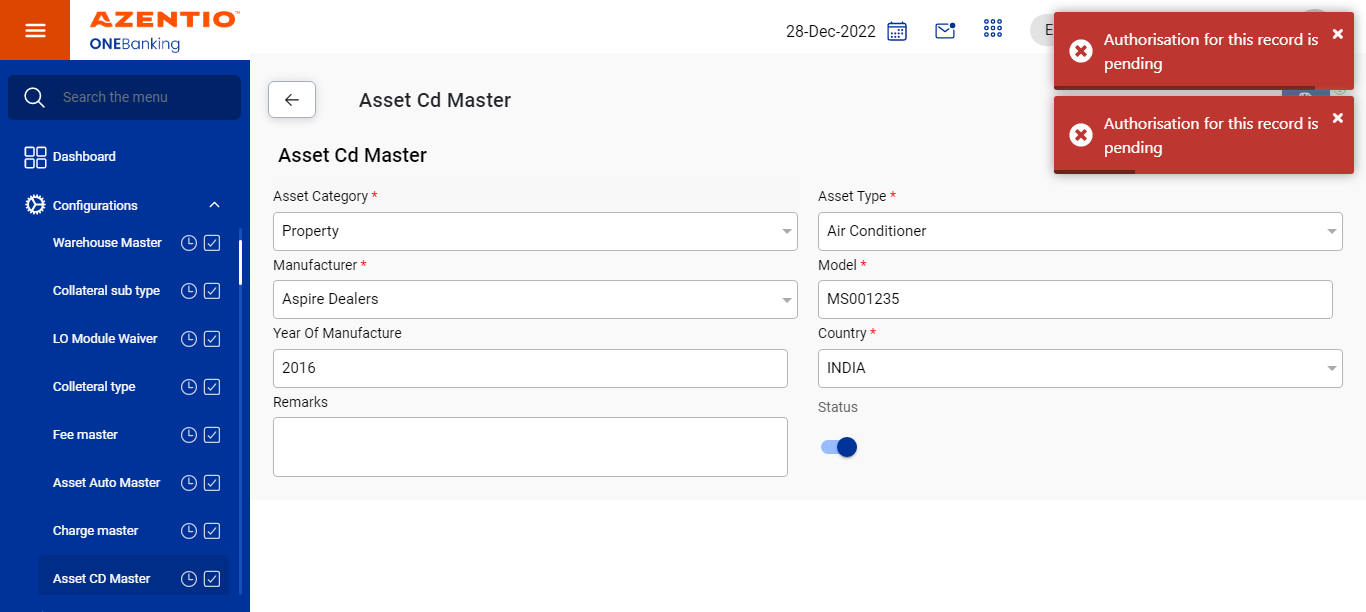 AZENTIO™
ONEBanking
28-Dec-2022
E
Authorisation for this record is
pending
Authorisation for this record is
pending
Search the menu
Dashboard
Configurations
Warehouse Master
Collateral sub type
LO Module Waiver
Colleteral type
Fee master
Asset Auto Master
Charge master
Asset CD Master
Asset Cd Master
Asset Cd Master
Asset Category *
Property
Asset Type *
Air Conditioner
Manufacturer *
Aspire Dealers
Model *
MS001235
Year Of Manufacture
2016
Country *
INDIA
Remarks
Status